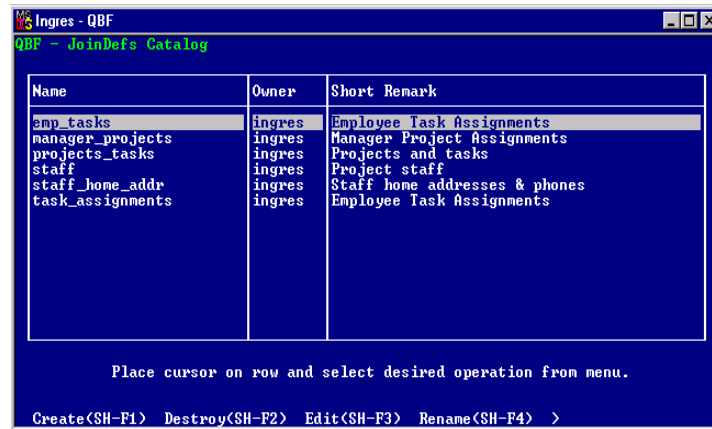 Ingres - QBF
QBF - JoinDefs Catalog
Name Owner Short Remark
emp_tasks ingres Employee Task Assignments
manager_projects ingres Manager Project Assignments
projects_tasks ingres Projects and tasks
staff ingres Project staff
staff_home_addr ingres Staff home addresses & phones
task_assignments ingres Employee Task Assignments
Place cursor on row and select desired operation from menu.
Create(SH-F1) Destroy(SH-F2) Edit(SH-F3) Rename(SH-F4) >